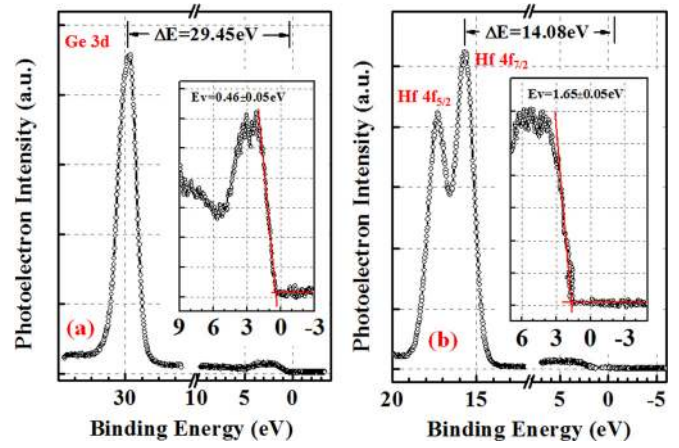 Ge 3d
ΔE=29.45eV
Ev=0.46±0.05eV
9 6 3 0 -3
(a)
30 10 5 0
Binding Energy (eV)
Photoelectron Intensity (a.u.)
ΔE=14.08eV
Hf 4f7/2
Hf 4f5/2
Ev=1.65±0.05eV
6 3 0 -3
(b)
20 15 5 0 -5
Binding Energy (eV)
Photoelectron Intensity (a.u.)